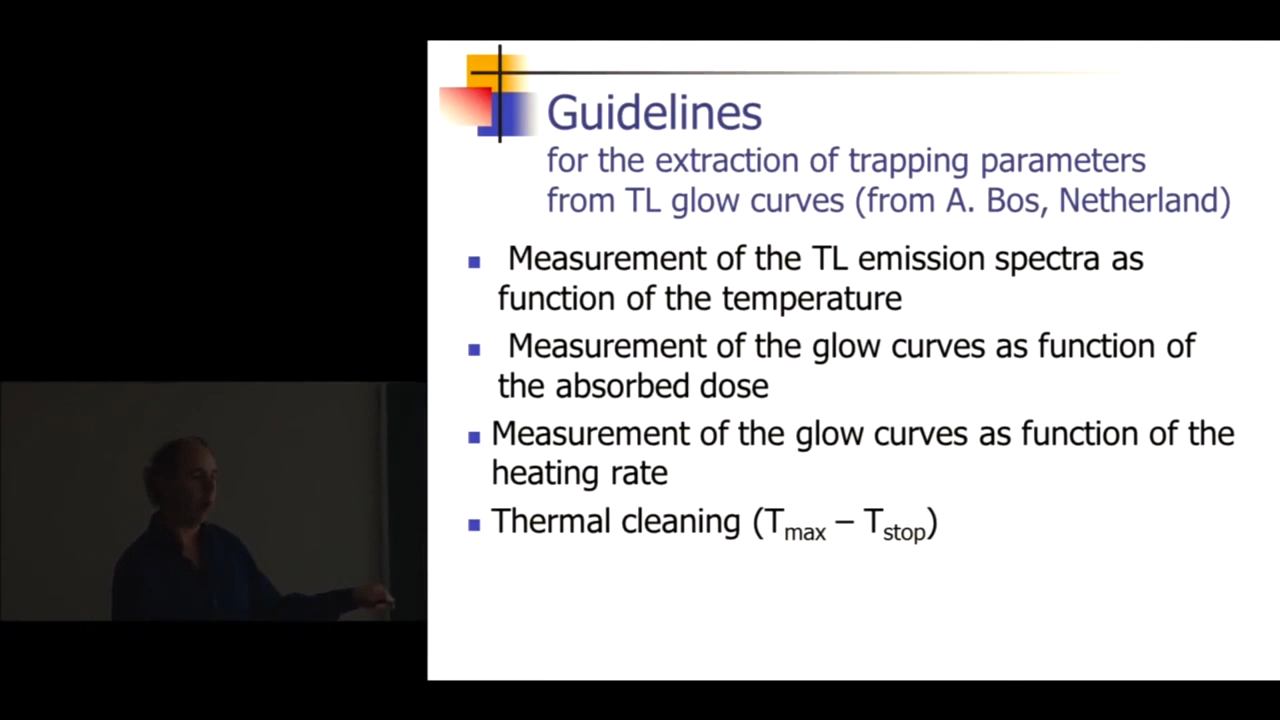 Guidelines
for the extraction of trapping parameters
from TL glow curves (from A. Bos, Netherland)
Measurement of the TL emission spectra as
function of the temperature
Measurement of the glow curves as function of
the absorbed dose
Measurement of the glow curves as function of the
heating rate
Thermal cleaning (Tmax – Tstop)